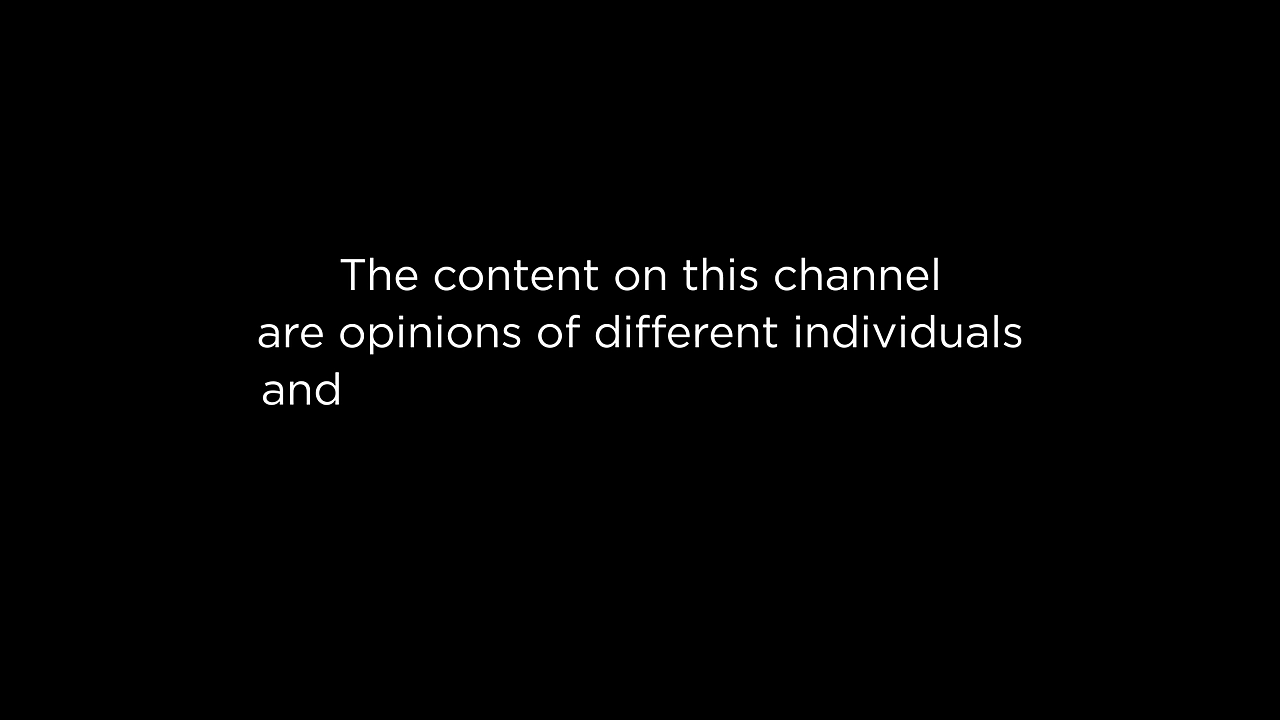 The content on this channel
are opinions of different individuals
and